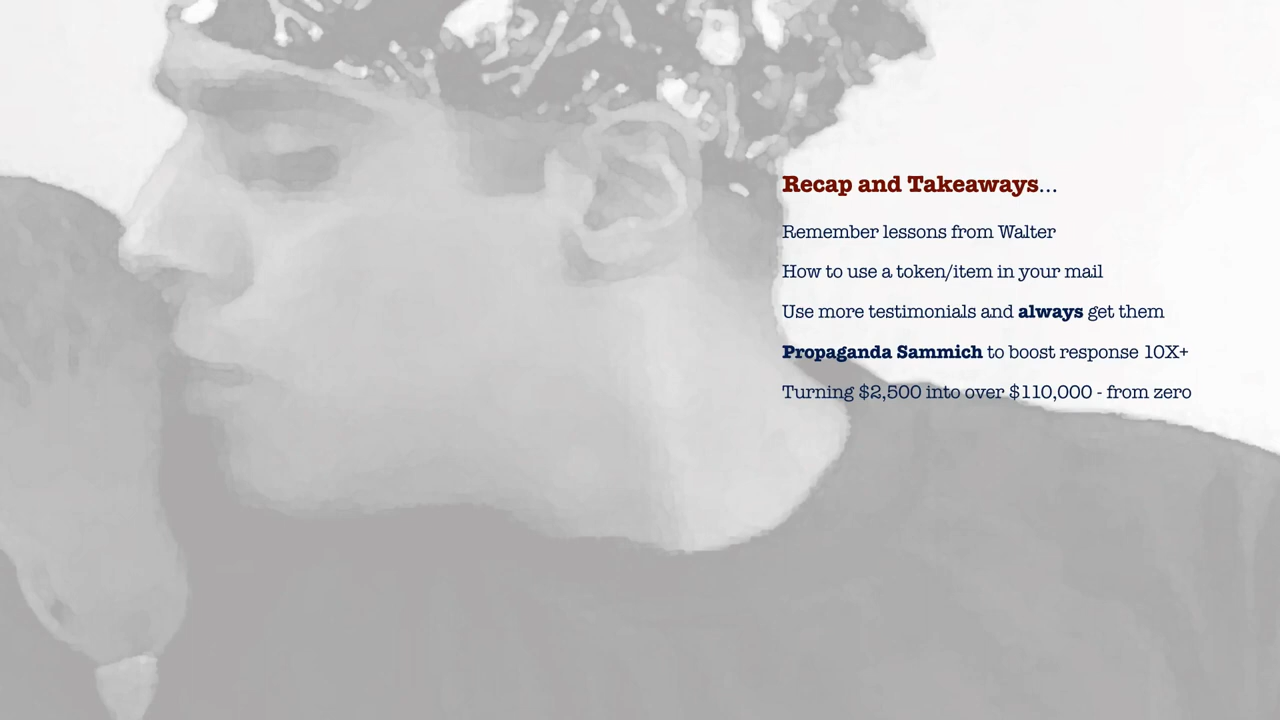 Recap and Takeaways...
Remember lessons from Walter
How to use a token/item in your mail
Use more testimonials and always get them
Propaganda Sammich to boost response 10X+
Turning $2,500 into over $110,000 - from zero